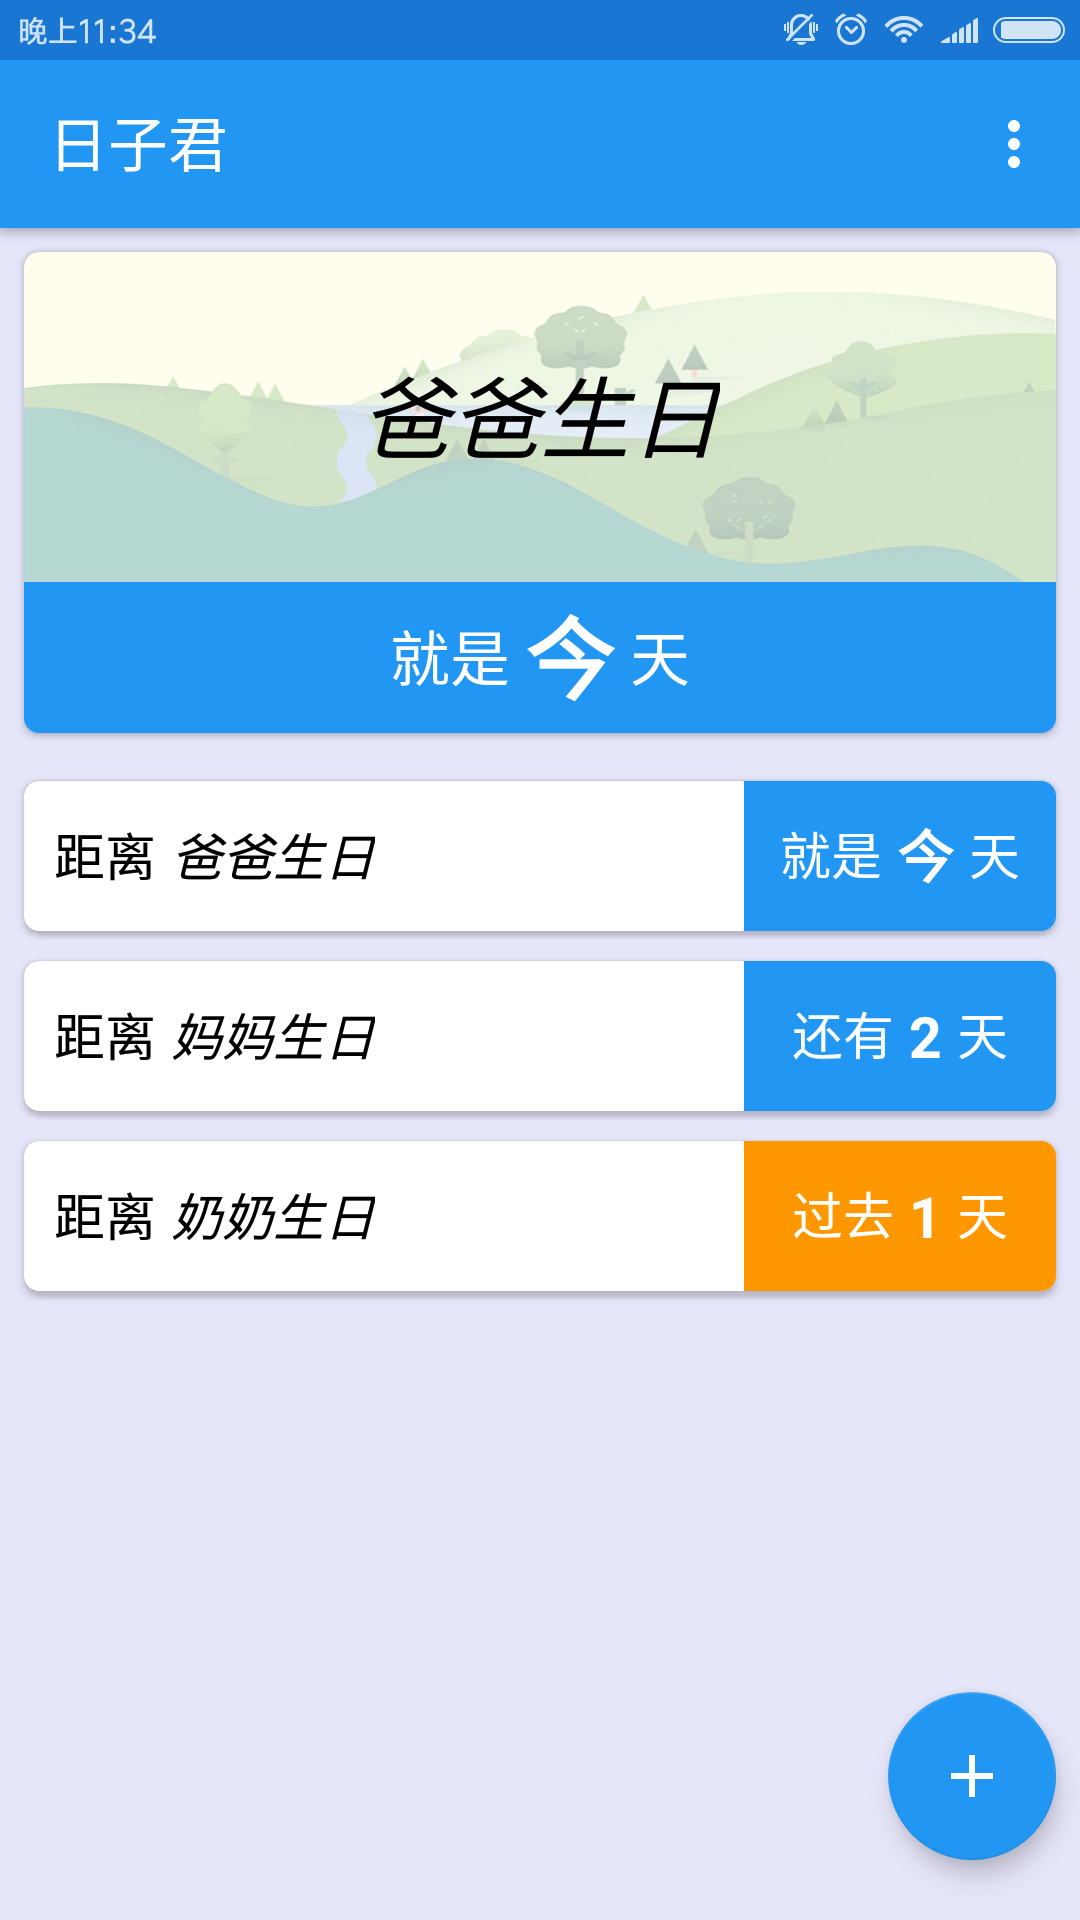 晚上11:34
日子君
爸爸生日
就是 今 天
距离 爸爸生日 就是 今 天
距离 妈妈生日 还有 2 天
距离 奶奶生日 过去 1 天